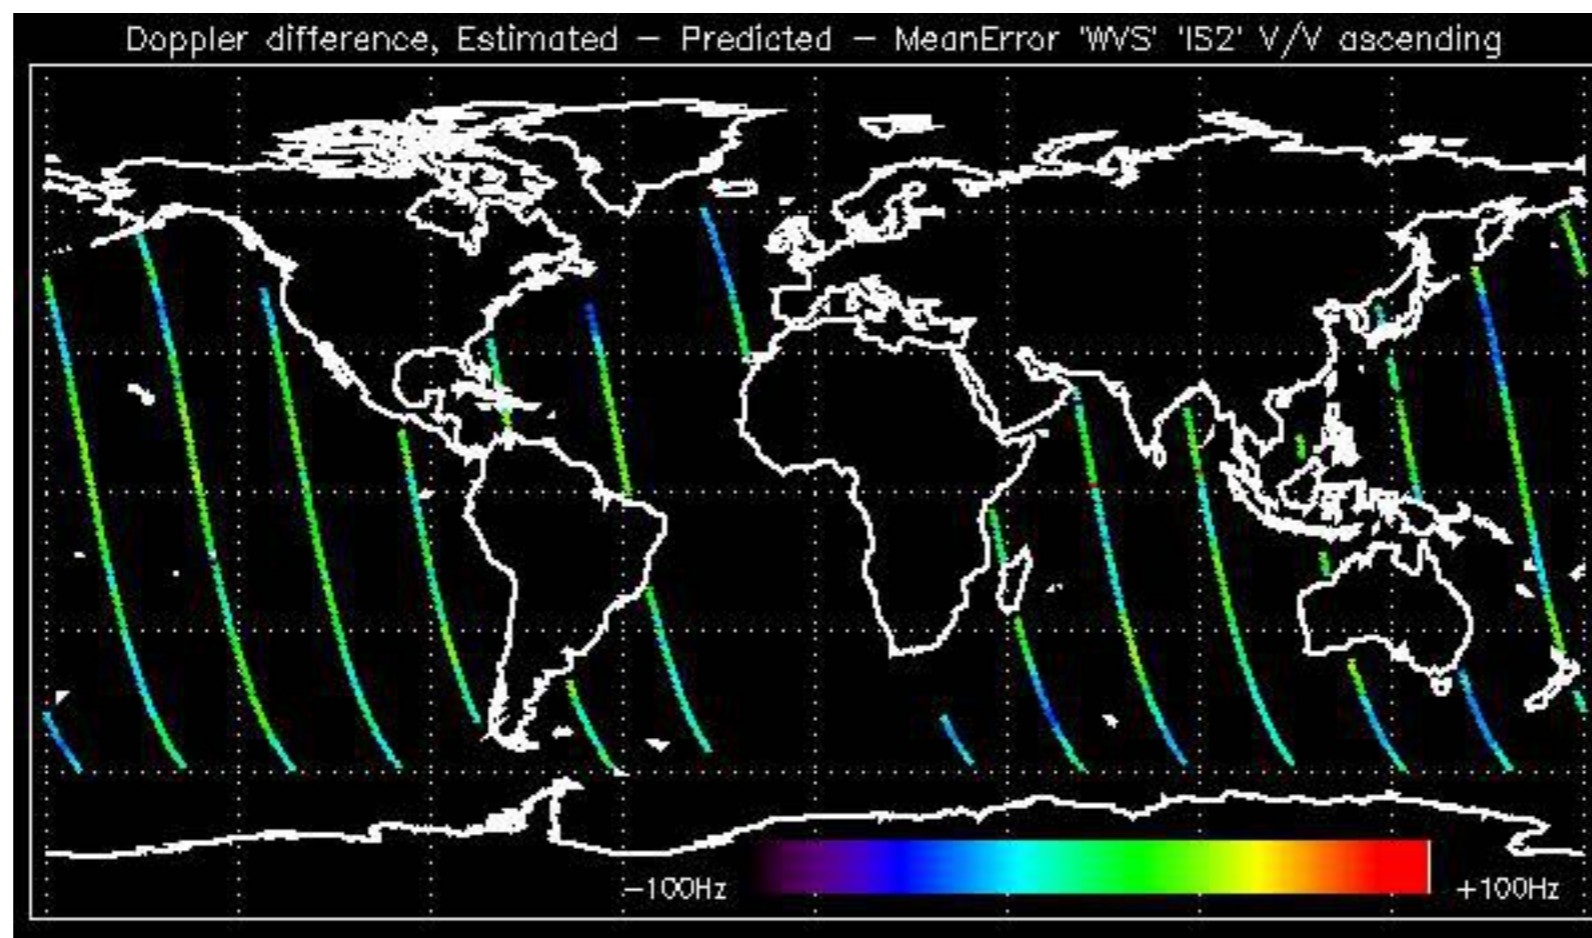 Doppler difference, Estimated − Predicted − MeanError 'WVS' 'IS2' V/V ascending
−100Hz
+100Hz